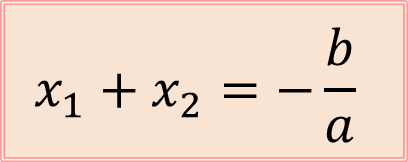 x₁ + x₂ = −b/a